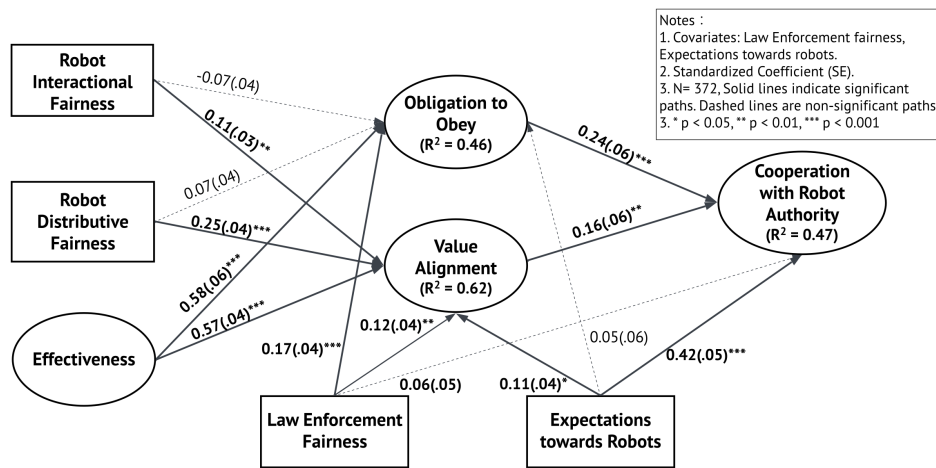 Notes :
1. Covariates: Law Enforcement fairness,
Expectations towards robots.
2. Standardized Coefficient (SE).
3. N= 372, Solid lines indicate significant
paths. Dashed lines are non-significant paths
3. * p < 0.05, ** p < 0.01, *** p < 0.001
Robot
Interactional
Fairness
-0.07(.04)
0.11(.03)**
Obligation to
Obey
(R² = 0.46)
0.24(.06)***
Robot
Distributive
Fairness
0.07(.04)
0.25(.04)***
Cooperation
with Robot
Authority
(R² = 0.47)
0.16(.06)**
Value
Alignment
(R² = 0.62)
0.58(.06)***
0.57(.04)***
Effectiveness
0.12(.04)**
0.17(.04)***
0.05(.06)
0.42(.05)***
0.06(.05)
0.11(.04)*
Law Enforcement
Fairness
Expectations
towards Robots